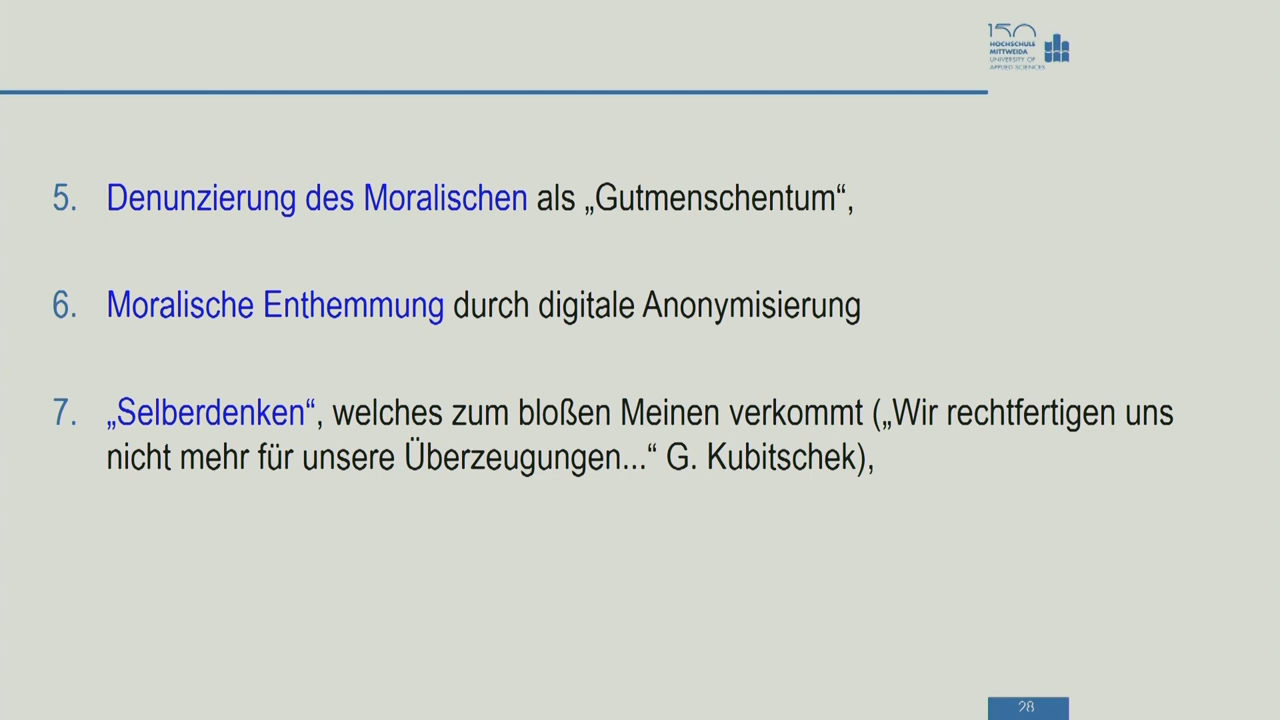 150
HOCHSCHULE
MITTWEIDA
UNIVERSITY OF
APPLIED SCIENCES
5. Denunzierung des Moralischen als „Gutmenschentum“,
6. Moralische Enthemmung durch digitale Anonymisierung
7. „Selberdenken“, welches zum bloßen Meinen verkommt („Wir rechtfertigen uns
nicht mehr für unsere Überzeugungen...“ G. Kubitschek),
28